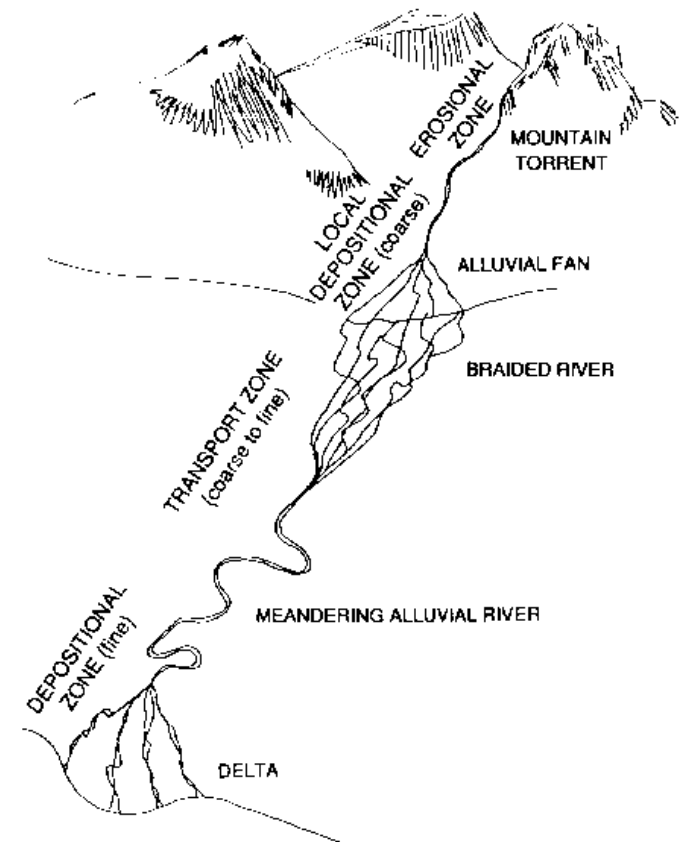 EROSIONAL
ZONE
MOUNTAIN
TORRENT
LOCAL
DEPOSITIONAL
ZONE (coarse)
ALLUVIAL FAN
BRAIDED RIVER
TRANSPORT ZONE
(coarse to fine)
MEANDERING ALLUVIAL RIVER
DEPOSITIONAL
ZONE (fine)
DELTA